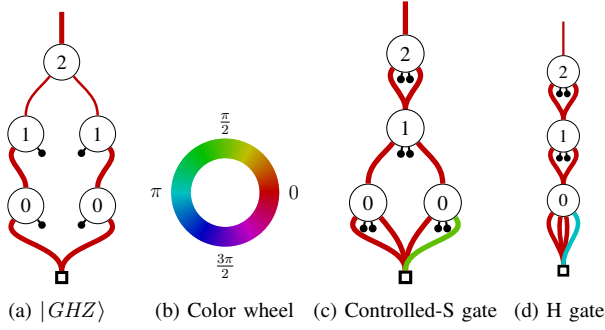 2
1 1
0 0
(a) |GHZ⟩
π/2
π 0
3π/2
(b) Color wheel
2
1
0 0
(c) Controlled-S gate
2
1
0
(d) H gate